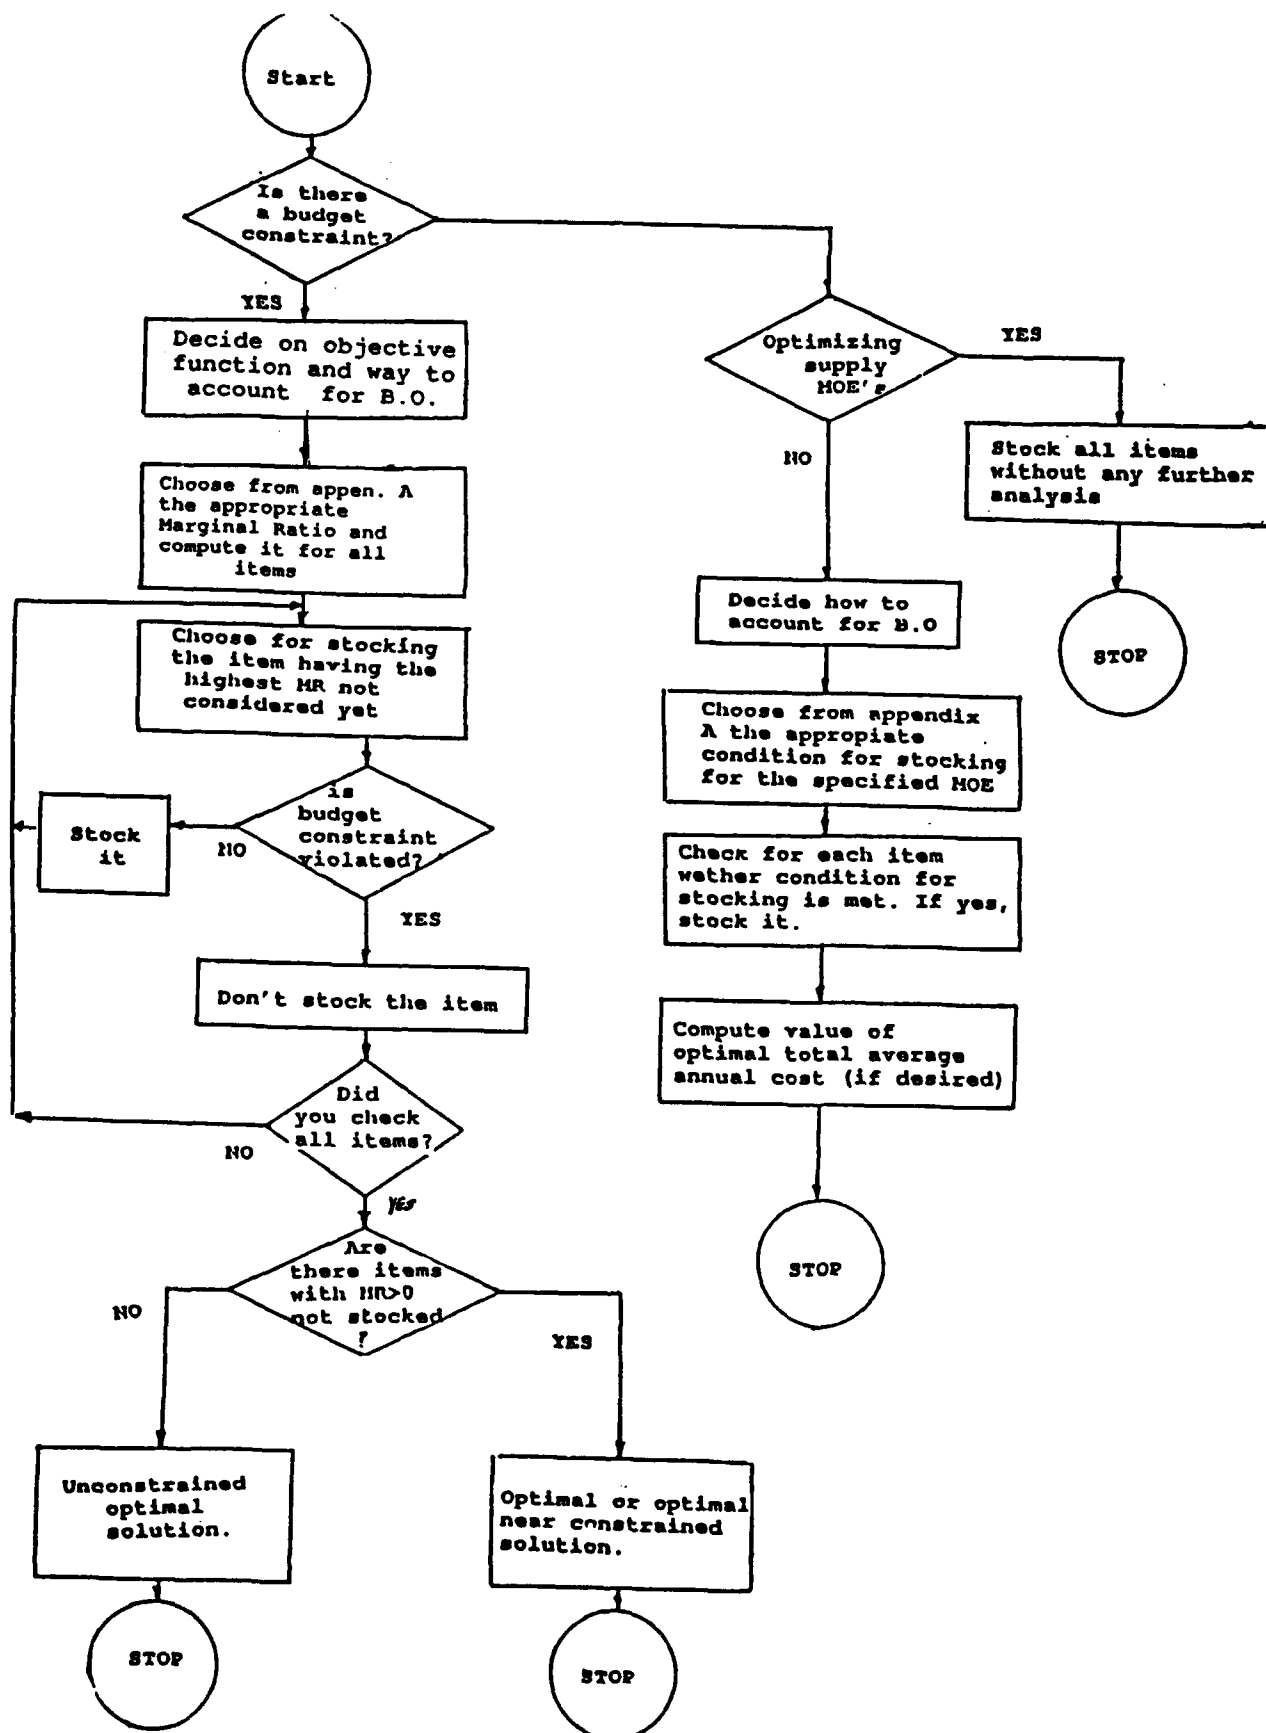 Start
Is there
a budget
constraint?
YES
Decide on objective
function and way to
account for B.O.
Choose from appen. A
the appropriate
Marginal Ratio and
compute it for all
items
Choose for stocking
the item having the
highest MR not
considered yet
is
budget
constraint
violated?
NO
Stock
it
YES
Don't stock the item
Did
you check
all items?
NO
YES
Are
there items
with MR>0
not stocked
?
NO
YES
Unconstrained
optimal
solution.
STOP
Optimal or optimal
near constrained
solution.
STOP
Optimizing
supply
MOE's
YES
Stock all items
without any further
analysis
STOP
NO
Decide how to
account for B.O
Choose from appendix
A the appropiate
condition for stocking
for the specified MOE
Check for each item
wether condition for
stocking is met. If yes,
stock it.
Compute value of
optimal total average
annual cost (if desired)
STOP